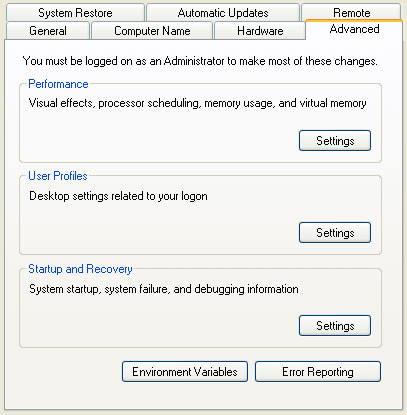 System Restore Automatic Updates Remote
General Computer Name Hardware Advanced
You must be logged on as an Administrator to make most of these changes.
Performance
Visual effects, processor scheduling, memory usage, and virtual memory
Settings
User Profiles
Desktop settings related to your logon
Settings
Startup and Recovery
System startup, system failure, and debugging information
Settings
Environment Variables Error Reporting